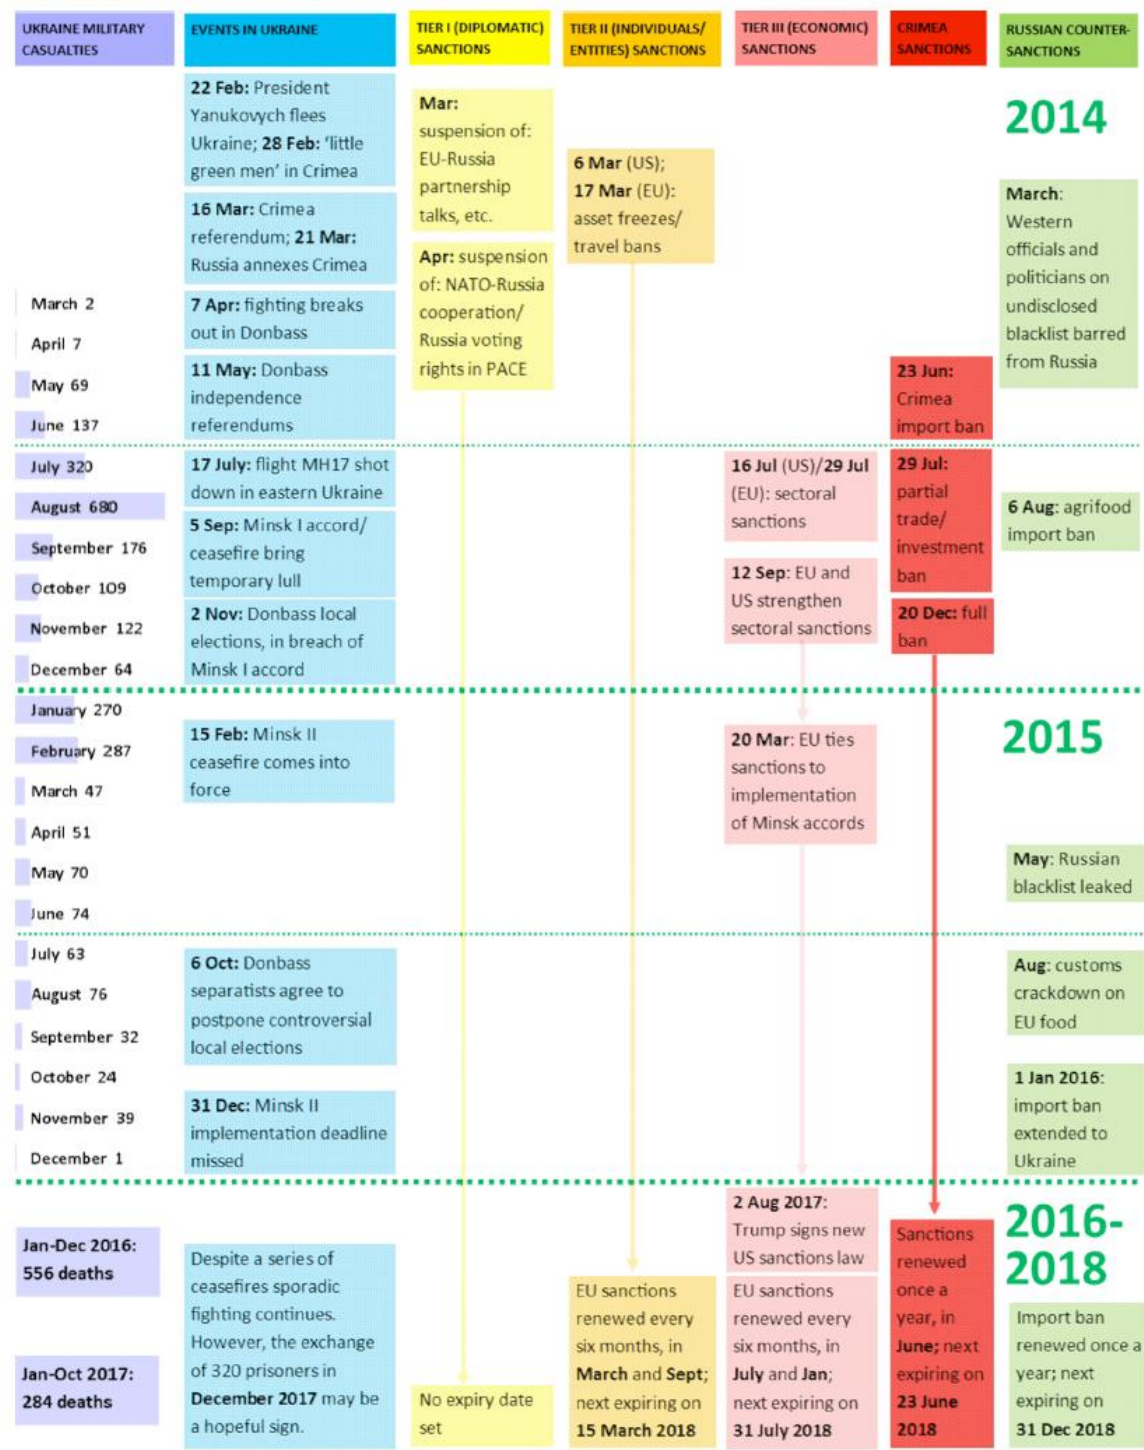 UKRAINE MILITARY
CASUALTIES
EVENTS IN UKRAINE
TIER I (DIPLOMATIC)
SANCTIONS
TIER II (INDIVIDUALS/
ENTITIES) SANCTIONS
TIER III (ECONOMIC)
SANCTIONS
CRIMEA
SANCTIONS
RUSSIAN COUNTER-
SANCTIONS
March 2
April 7
May 69
June 137
July 320
August 680
September 176
October 109
November 122
December 64
January 270
February 287
March 47
April 51
May 70
June 74
July 63
August 76
September 32
October 24
November 39
December 1
Jan-Dec 2016:
556 deaths
Jan-Oct 2017:
284 deaths
22 Feb: President
Yanukovych flees
Ukraine; 28 Feb: 'little
green men' in Crimea
16 Mar: Crimea
referendum; 21 Mar:
Russia annexes Crimea
7 Apr: fighting breaks
out in Donbass
11 May: Donbass
independence
referendums
17 July: flight MH17 shot
down in eastern Ukraine
5 Sep: Minsk I accord/
ceasefire bring
temporary lull
2 Nov: Donbass local
elections, in breach of
Minsk I accord
15 Feb: Minsk II
ceasefire comes into
force
6 Oct: Donbass
separatists agree to
postpone controversial
local elections
31 Dec: Minsk II
implementation deadline
missed
Despite a series of
ceasefires sporadic
fighting continues.
However, the exchange
of 320 prisoners in
December 2017 may be
a hopeful sign.
Mar:
suspension of:
EU-Russia
partnership
talks, etc.
Apr: suspension
of: NATO-Russia
cooperation/
Russia voting
rights in PACE
No expiry date
set
6 Mar (US);
17 Mar (EU):
asset freezes/
travel bans
EU sanctions
renewed every
six months, in
March and Sept;
next expiring on
15 March 2018
16 Jul (US)/29 Jul
(EU): sectoral
sanctions
12 Sep: EU and
US strengthen
sectoral sanctions
20 Mar: EU ties
sanctions to
implementation
of Minsk accords
2 Aug 2017:
Trump signs new
US sanctions law
EU sanctions
renewed every
six months, in
July and Jan;
next expiring on
31 July 2018
23 Jun:
Crimea
import ban
29 Jul:
partial
trade/
investment
ban
20 Dec: full
ban
Sanctions
renewed
once a
year, in
June; next
expiring on
23 June
2018
2014
March:
Western
officials and
politicians on
undisclosed
blacklist barred
from Russia
6 Aug: agrifood
import ban
2015
May: Russian
blacklist leaked
Aug: customs
crackdown on
EU food
1 Jan 2016:
import ban
extended to
Ukraine
2016-
2018
Import ban
renewed once a
year; next
expiring on
31 Dec 2018